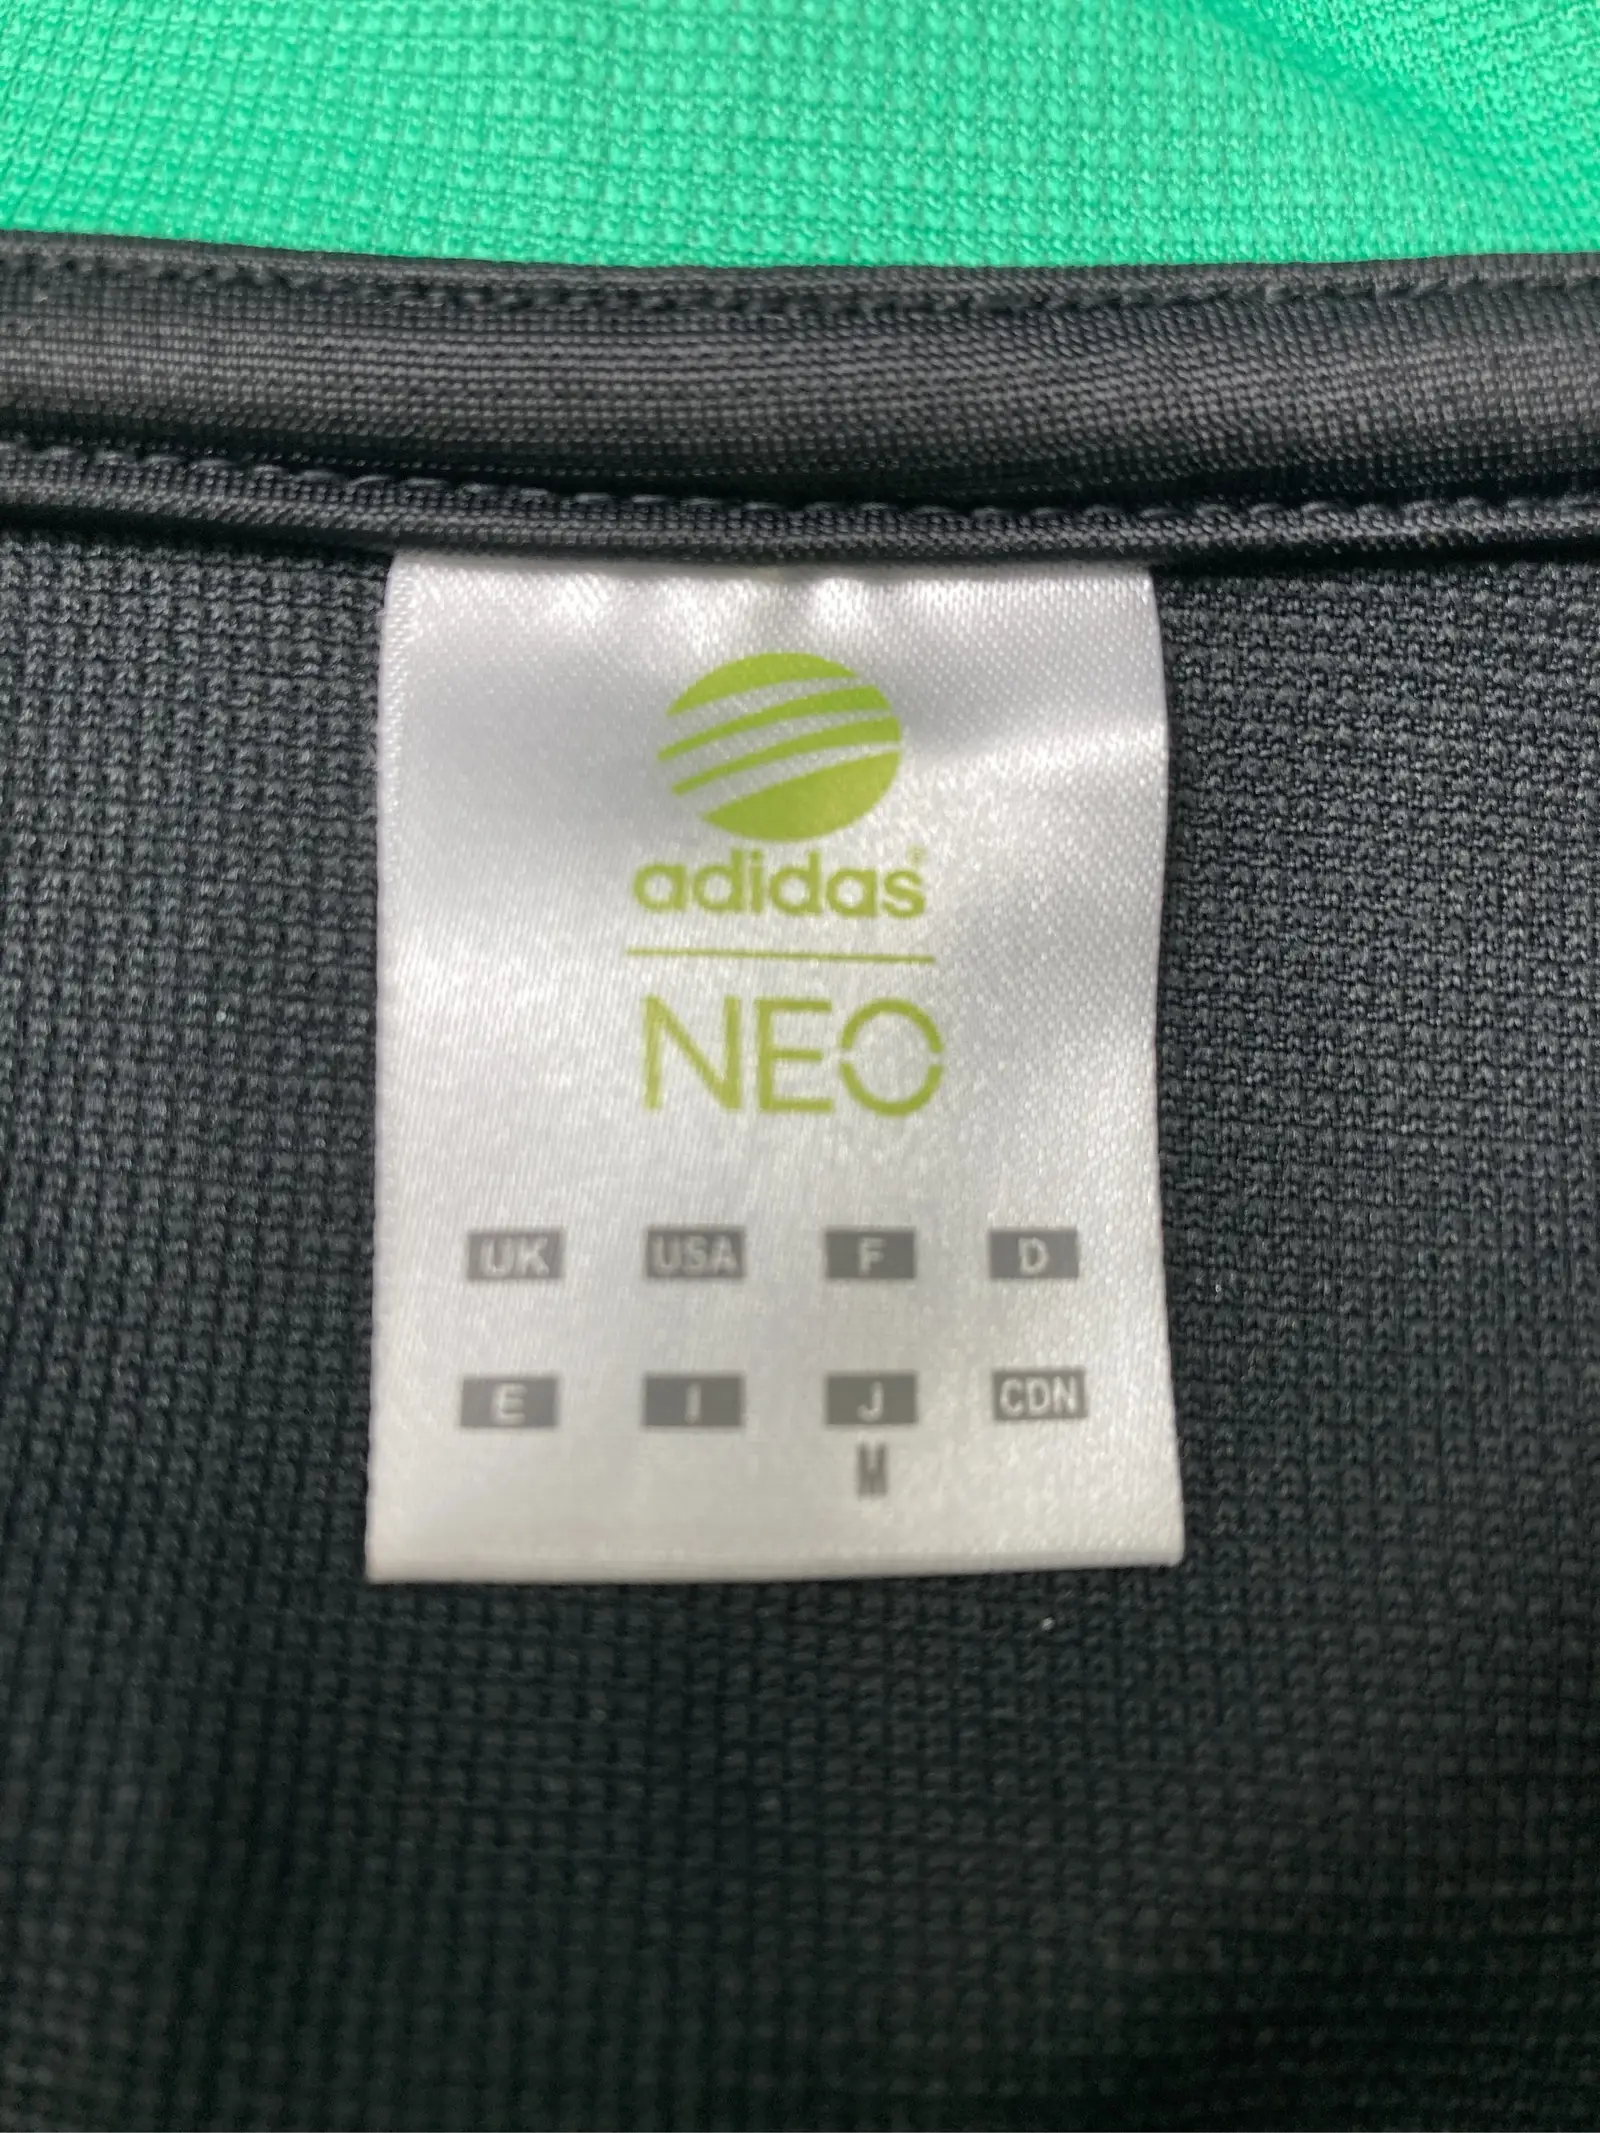 adidas®
NEO
UK USA F D
E I J CDN
M